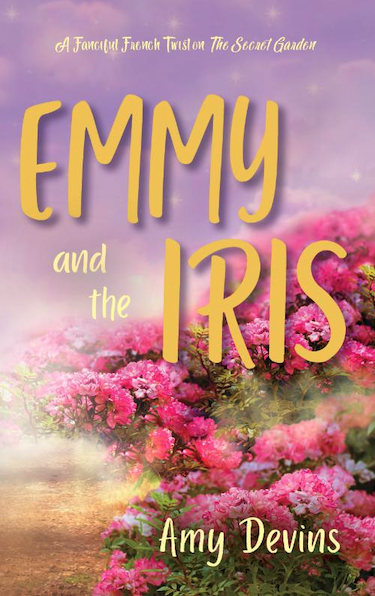 A Fanciful French Twist on The Secret Garden
EMMY
and
the
IRIS
Amy Devins